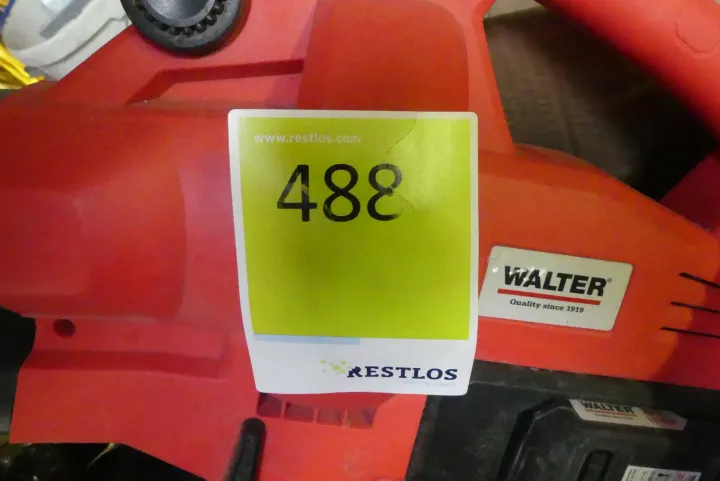 www.restlos.com
488
RESTLOS
WALTER®
Quality since 1919
WALTER